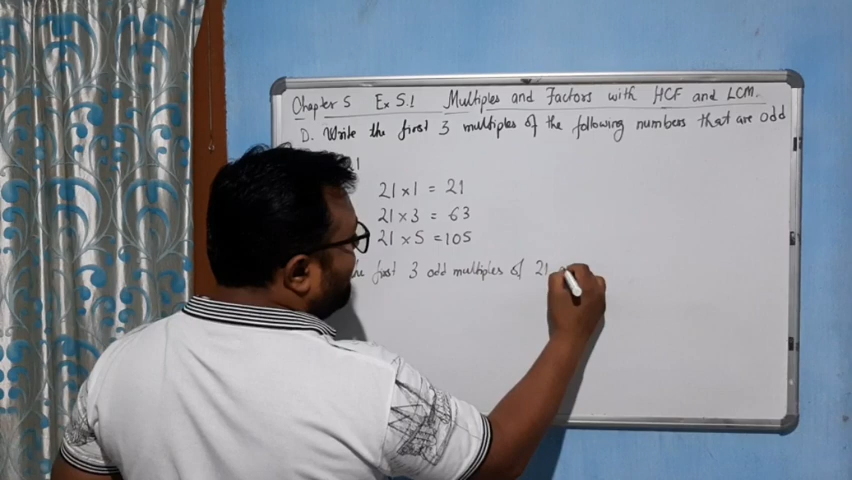 Chapter 5 Ex 5.1 Multiples and Factors with HCF and LCM.
D. Write the first 3 multiples of the following numbers that are odd
21 × 1 = 21
21 × 3 = 63
21 × 5 = 105
first 3 odd multiples of 21